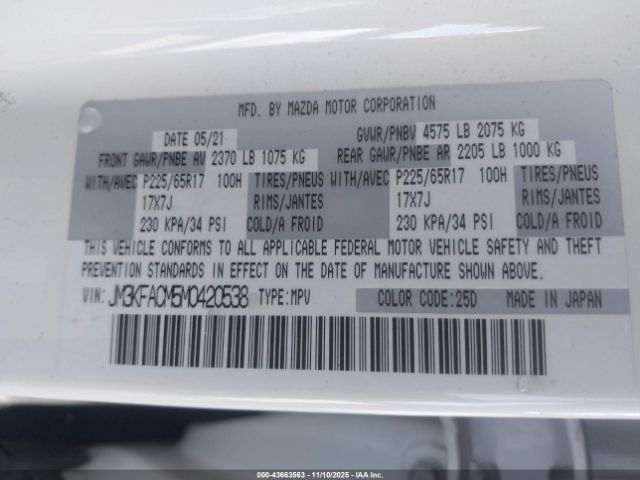 MFD. BY MAZDA MOTOR CORPORATION
DATE 05/21 GVWR/PNBV 4575 LB 2075 KG
FRONT GAWR/PNBE AV 2370 LB 1075 KG REAR GAWR/PNBE AR 2205 LB 1000 KG
WITH/AVEC P225/65R17 100H TIRES/PNEUS WITH/AVEC P225/65R17 100H TIRES/PNEUS
17X7J RIMS/JANTES 17X7J RIMS/JANTES
230 KPA/34 PSI COLD/A FROID 230 KPA/34 PSI COLD/A FROID
THIS VEHICLE CONFORMS TO ALL APPLICABLE FEDERAL MOTOR VEHICLE SAFETY AND THEFT
PREVENTION STANDARDS IN EFFECT ON THE DATE OF MANUFACTURE SHOWN ABOVE.
VIN: JM3KFACM5M0420538 TYPE:MPV COLOR CODE:25D MADE IN JAPAN
000-43663563 - 11/10/2025 - IAA Inc.